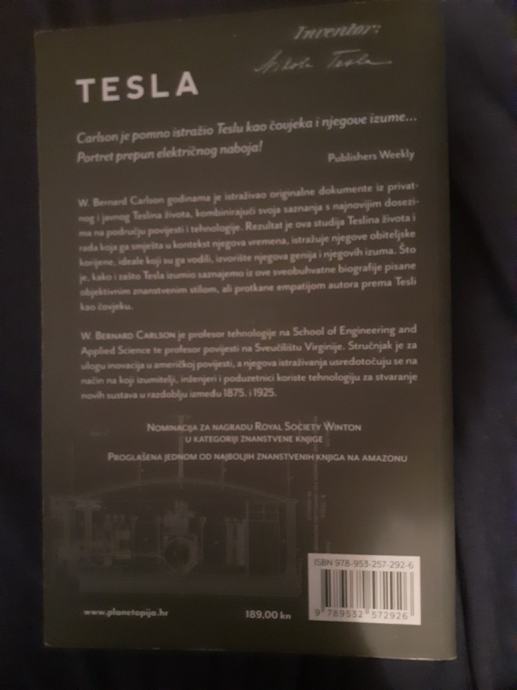 Inventor:
Nikola Tesla
TESLA
Carlson je pomno istražio Teslu kao čovjeka i njegove izume...
Portret prepun električnog naboja!
Publishers Weekly
W. Bernard Carlson godinama je istraživao originalne dokumente iz privat-
nog i javnog Teslina života, kombinirajući svoja saznanja s najnovijim dosezi-
ma na području povijesti i tehnologije. Rezultat je ova studija Teslina života i
rada koja ga smješta u kontekst njegova vremena, istražuje njegove obiteljske
korijene, ideale koji su ga vodili, izvorište njegova genija i njegovih izuma. Što
je, kako i zašto Tesla izumio saznajemo iz ove sveobuhvatne biografije pisane
objektivnim znanstvenim stilom, ali protkane empatijom autora prema Tesli
kao čovjeku.
W. BERNARD CARLSON je profesor tehnologije na School of Engineering and
Applied Science te profesor povijesti na Sveučilištu Virginije. Stručnjak je za
ulogu inovacija u američkoj povijesti, a njegova istraživanja usredotočuju se na
način na koji izumitelji, inženjeri i poduzetnici koriste tehnologiju za stvaranje
novih sustava u razdoblju između 1875. i 1925.
NOMINACIJA ZA NAGRADU ROYAL SOCIETY WINTON
U KATEGORIJI ZNANSTVENE KNJIGE
PROGLAŠENA JEDNOM OD NAJBOLJIH ZNANSTVENIH KNJIGA NA AMAZONU
ISBN 978-953-257-292-6
9 789532 572926
www.planetopija.hr
189,00 kn